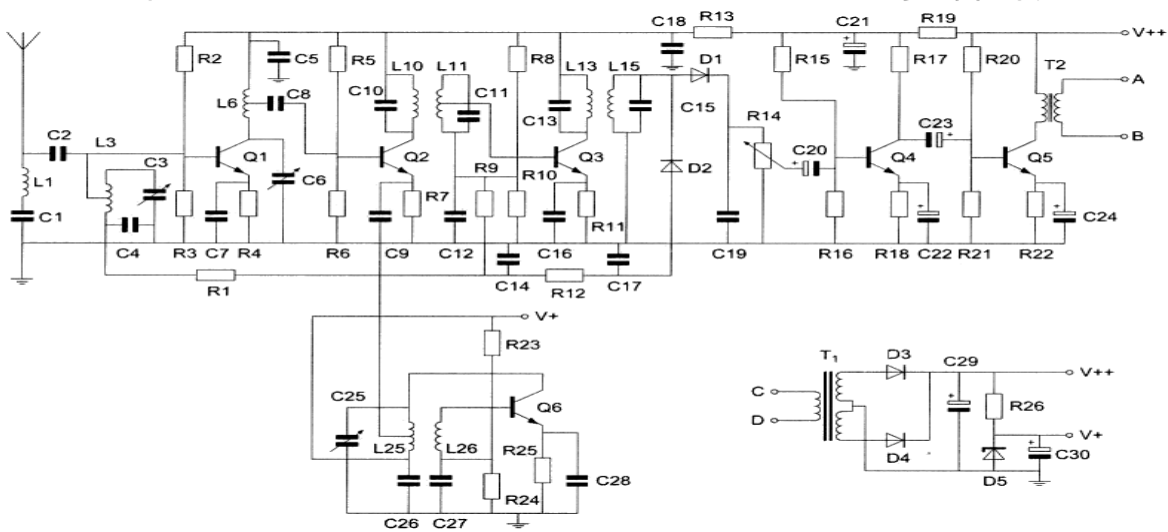 C18 R13 C21 R19
V++
R2 C5 R5 L10 L11 R8 L13 L15 D1 R15 R17 R20 T2
A
L6 C8 C10 C11 C13 C15 R14 C23
B
C2 L3 C3 Q1 C6 Q2 R9 Q3 D2 C20 Q4 Q5
L1 R7 R10
C1 C4 R11 C24
R3 C7 R4 R6 C9 C12 C16 C19 R16 R18 C22 R21 R22
R1 C14 R12 C17
V+
R23
T1 D3 C29
V++
C25 Q6 C D R26
L25 L26 R25 D4 V+
C30
R24 C28 D5
C26 C27